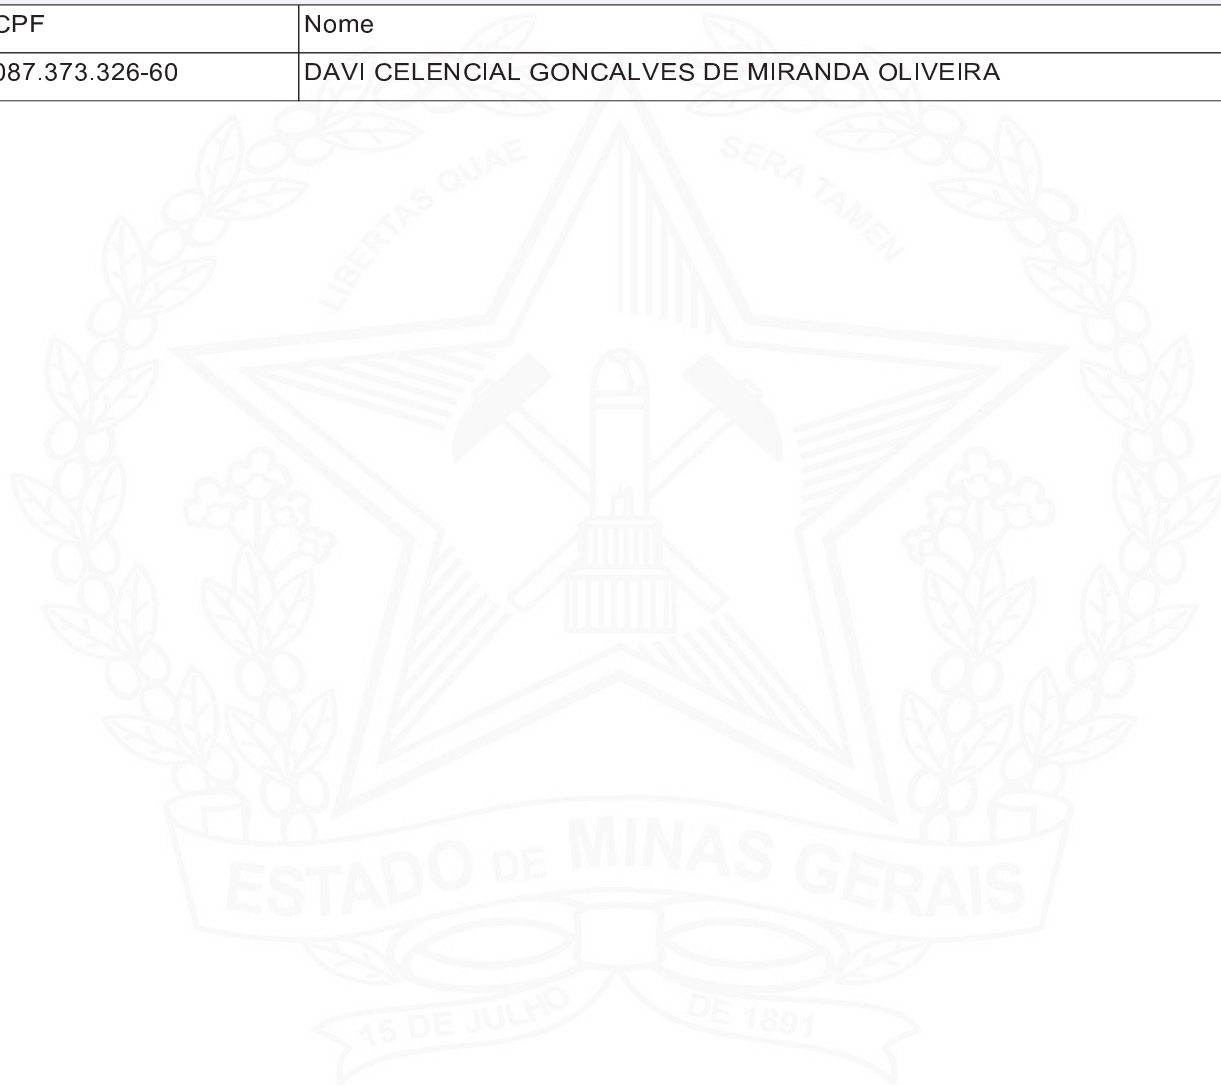 CPF Nome
087.373.326-60 DAVI CELENCIAL GONCALVES DE MIRANDA OLIVEIRA
LIBERTAS QUAE SERA TAMEN
ESTADO DE MINAS GERAIS
15 DE JULHO DE 1891